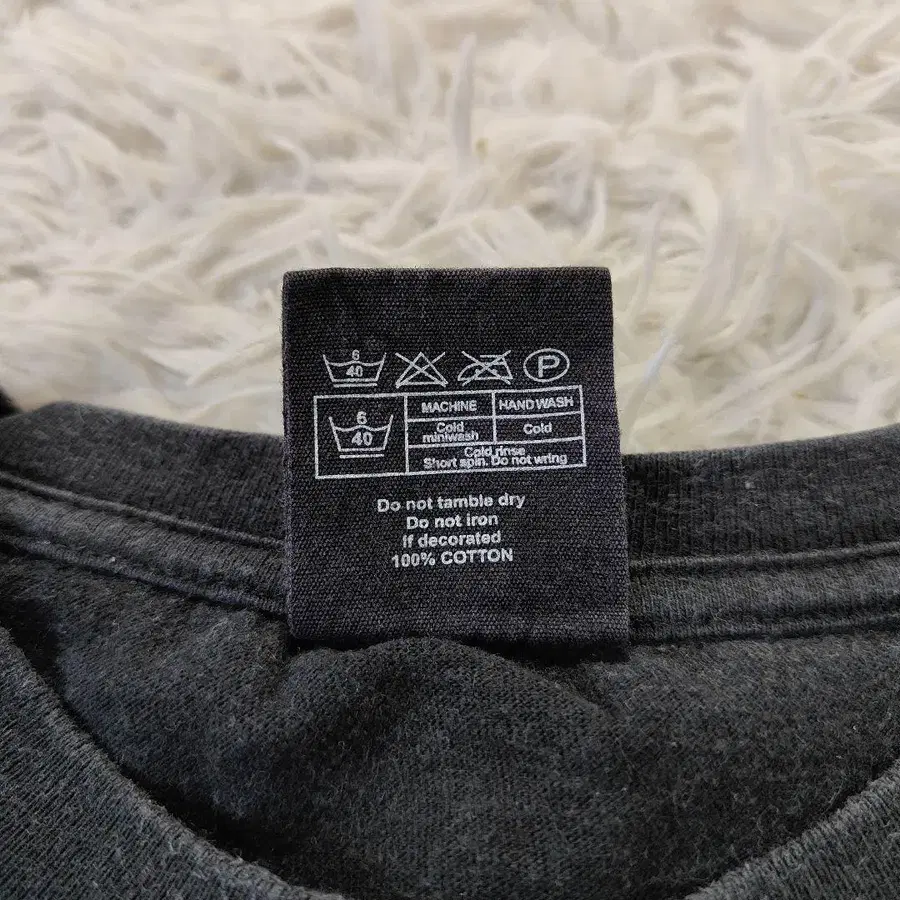 6
40
P
6
40
MACHINE HAND WASH
Cold miniwash
Cold
Cold rinse
Short spin. Do not wring
Do not tamble dry
Do not iron
If decorated
100% COTTON